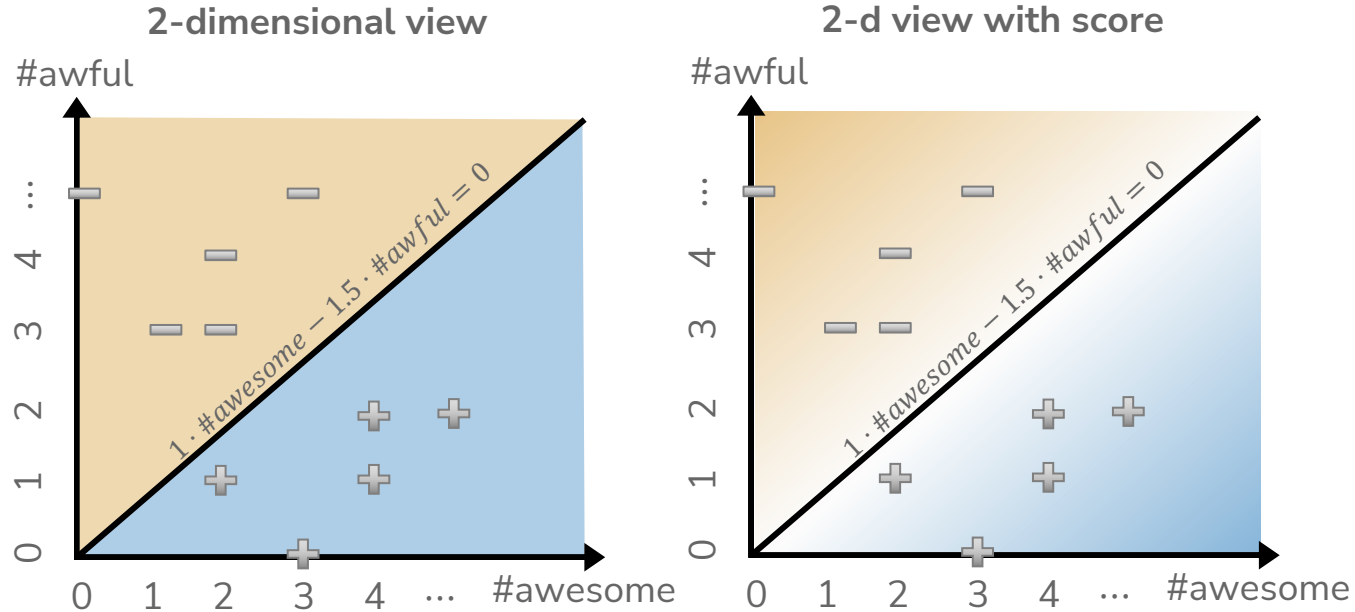 2-dimensional view
#awful
...
4
3
2
1
0
1 · #awesome − 1.5 · #awful = 0
0 1 2 3 4 ... #awesome
2-d view with score
#awful
...
4
3
2
1
0
1 · #awesome − 1.5 · #awful = 0
0 1 2 3 4 ... #awesome